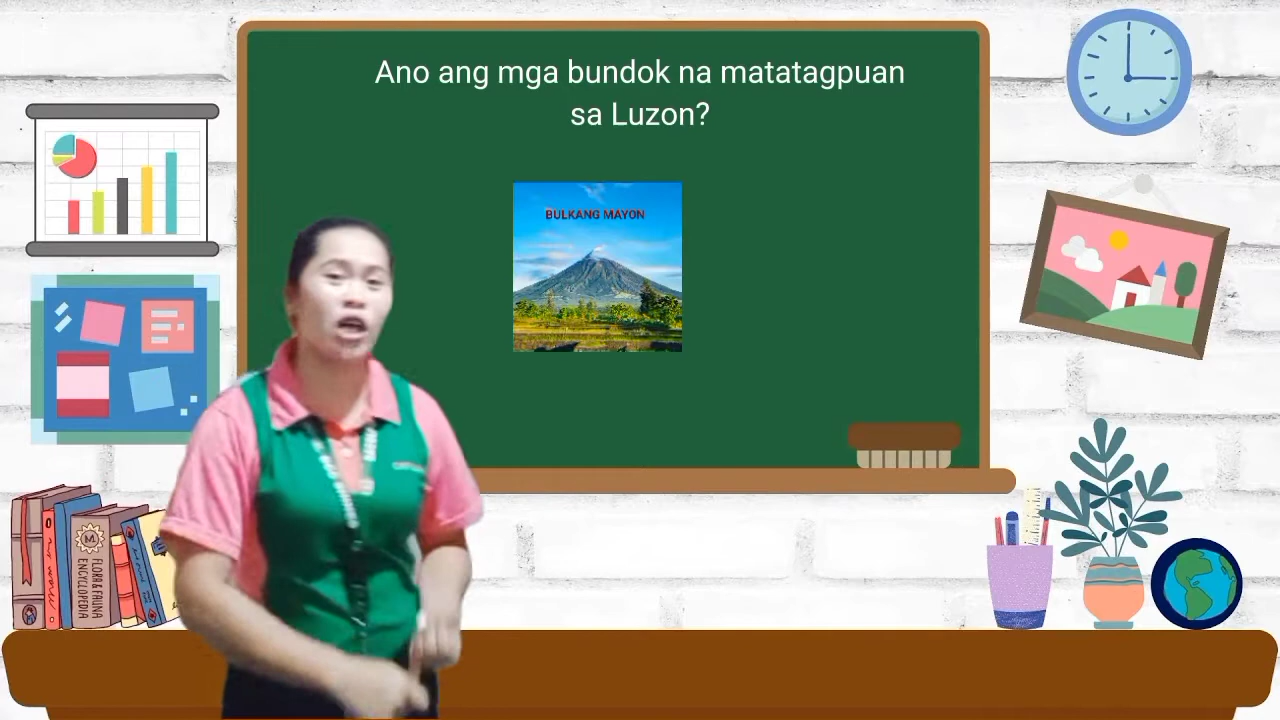 Ano ang mga bundok na matatagpuan
sa Luzon?
BULKANG MAYON
FLORA & FAUNA
ENCYCLOPEDIA
M